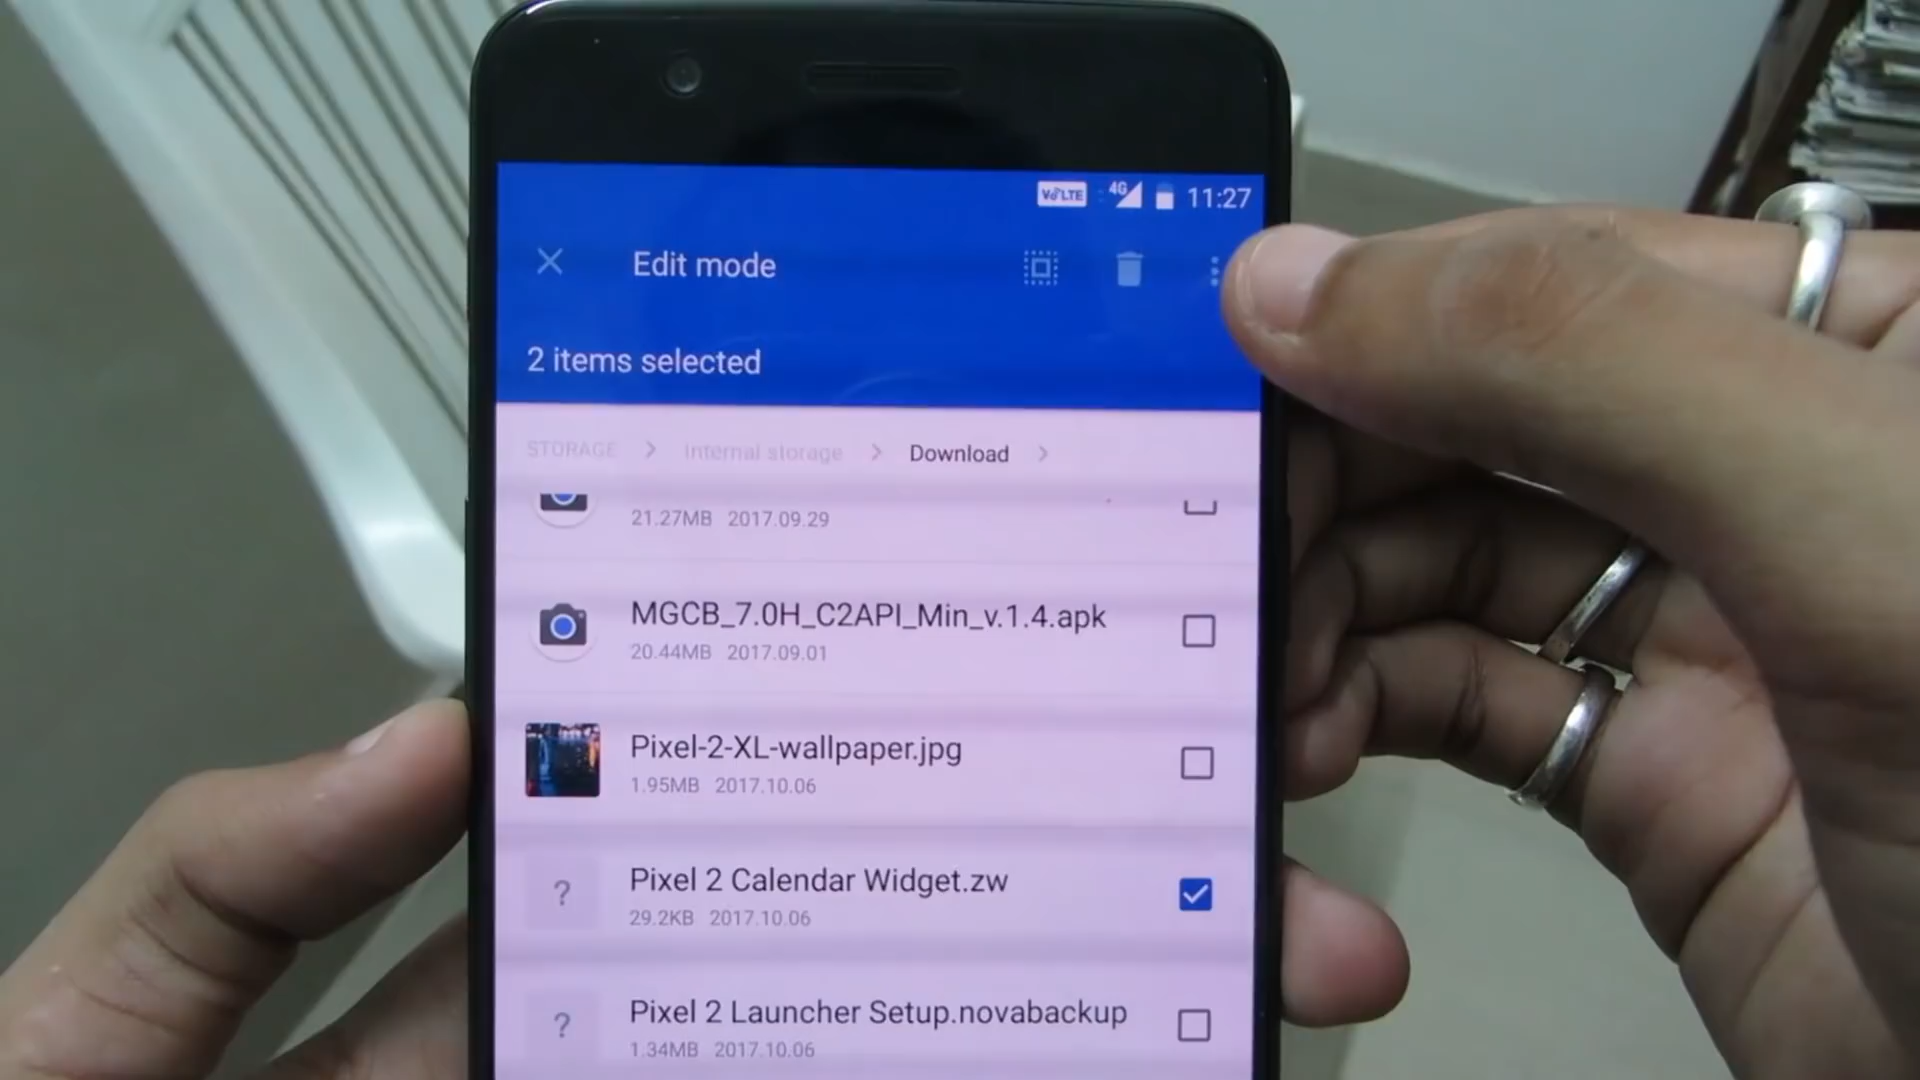 VoLTE 4G 11:27
Edit mode
2 items selected
STORAGE > Internal storage > Download >
21.27MB 2017.09.29
MGCB_7.0H_C2API_Min_v.1.4.apk
20.44MB 2017.09.01
Pixel-2-XL-wallpaper.jpg
1.95MB 2017.10.06
?
Pixel 2 Calendar Widget.zw
29.2KB 2017.10.06
?
Pixel 2 Launcher Setup.novabackup
1.34MB 2017.10.06